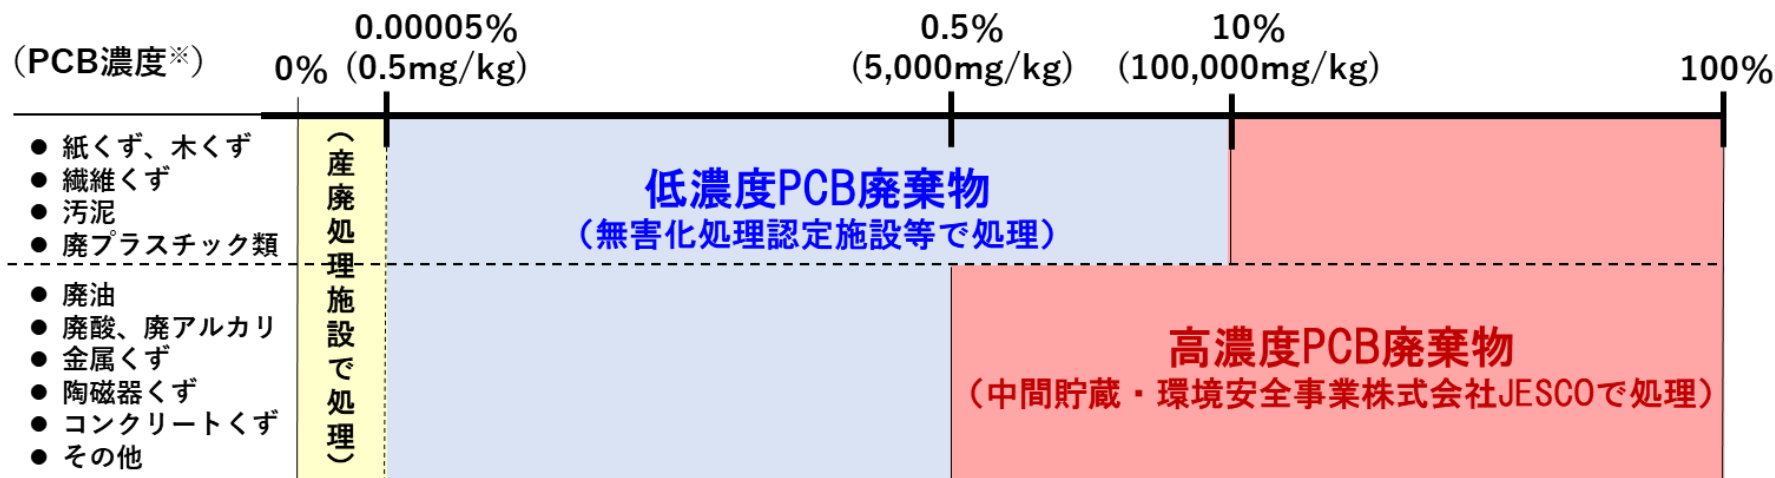 （PCB濃度※）
0%
0.00005%
(0.5mg/kg)
0.5%
(5,000mg/kg)
10%
(100,000mg/kg)
100%
● 紙くず、木くず
● 繊維くず
● 汚泥
● 廃プラスチック類
● 廃油
● 廃酸、廃アルカリ
● 金属くず
● 陶磁器くず
● コンクリートくず
● その他
（産廃処理施設で処理）
低濃度PCB廃棄物
（無害化処理認定施設等で処理）
高濃度PCB廃棄物
（中間貯蔵・環境安全事業株式会社JESCOで処理）